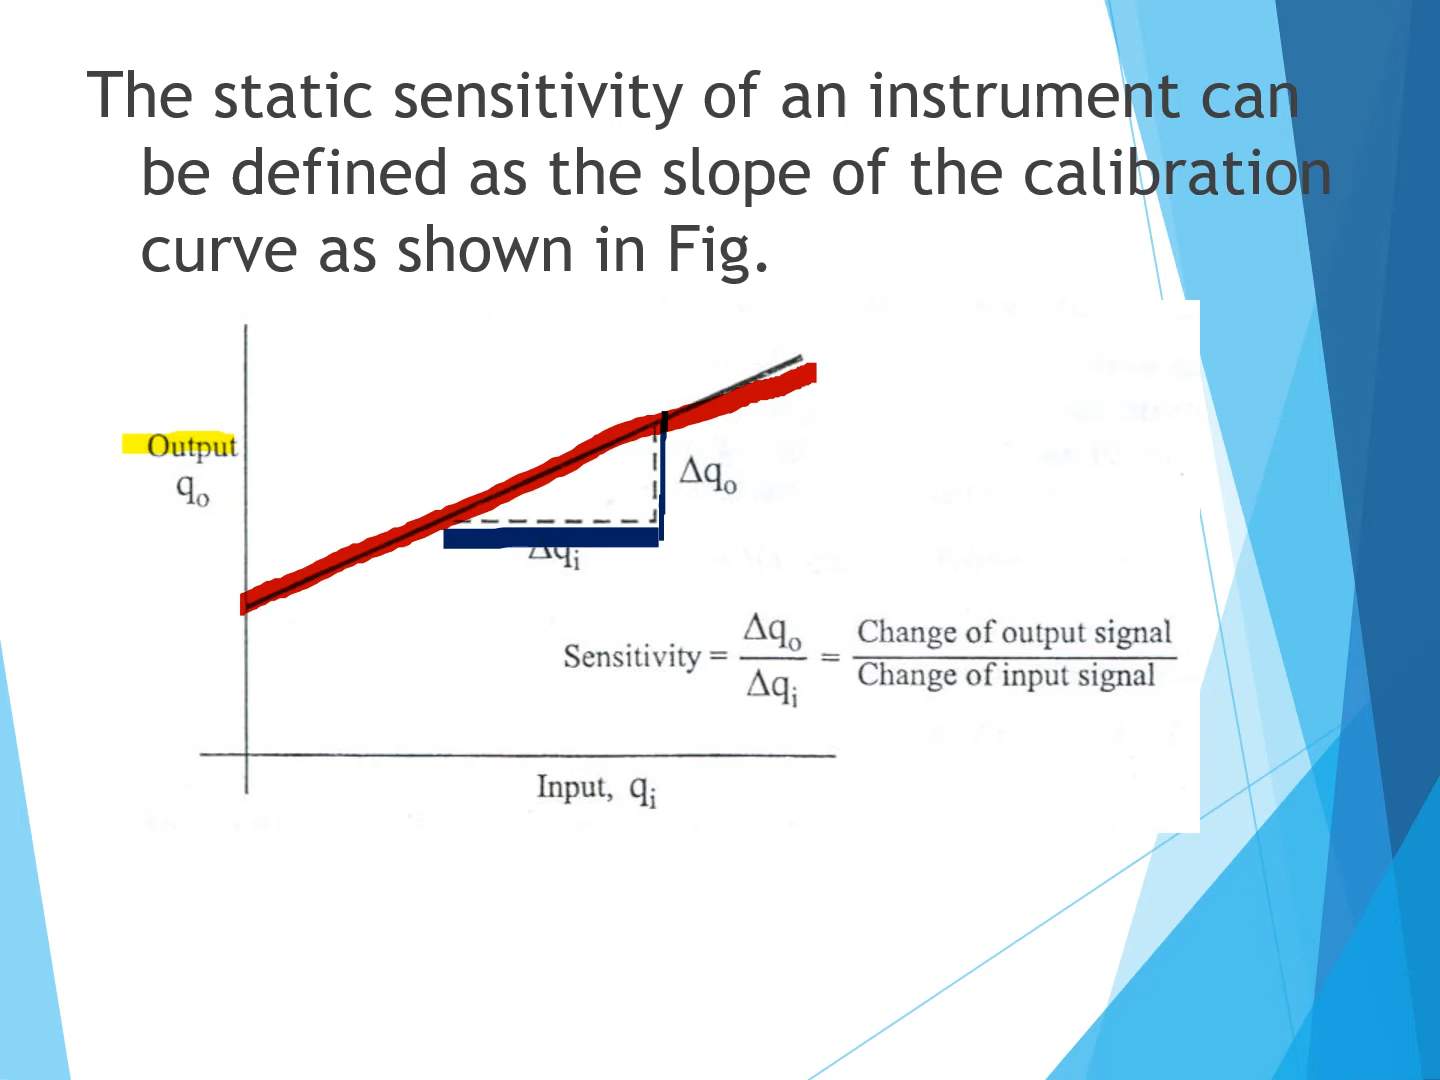 The static sensitivity of an instrument can
be defined as the slope of the calibration
curve as shown in Fig.
Output
qo
Δqo
Δqi
Sensitivity = Δqo / Δqi = Change of output signal / Change of input signal
Input, qi